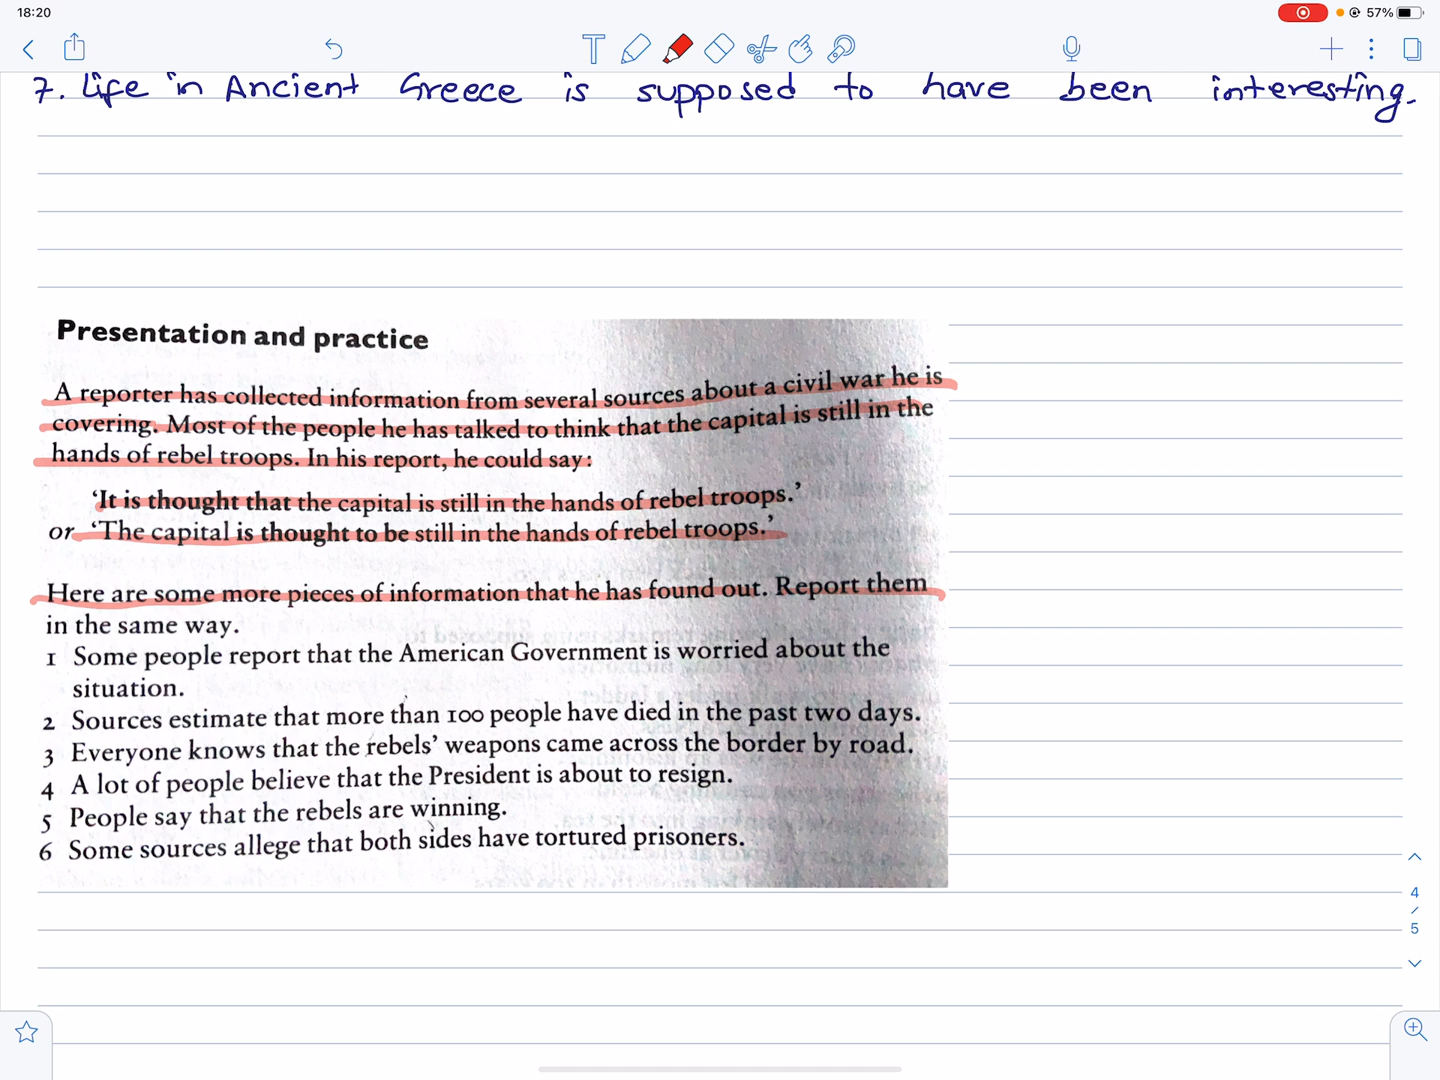 18:20
57%
7. Life in Ancient Greece is supposed to have been interesting.
Presentation and practice
A reporter has collected information from several sources about a civil war he is
covering. Most of the people he has talked to think that the capital is still in the
hands of rebel troops. In his report, he could say:
‘It is thought that the capital is still in the hands of rebel troops.’
or ‘The capital is thought to be still in the hands of rebel troops.’
Here are some more pieces of information that he has found out. Report them
in the same way.
1 Some people report that the American Government is worried about the
situation.
2 Sources estimate that more than 100 people have died in the past two days.
3 Everyone knows that the rebels’ weapons came across the border by road.
4 A lot of people believe that the President is about to resign.
5 People say that the rebels are winning.
6 Some sources allege that both sides have tortured prisoners.
4
/
5